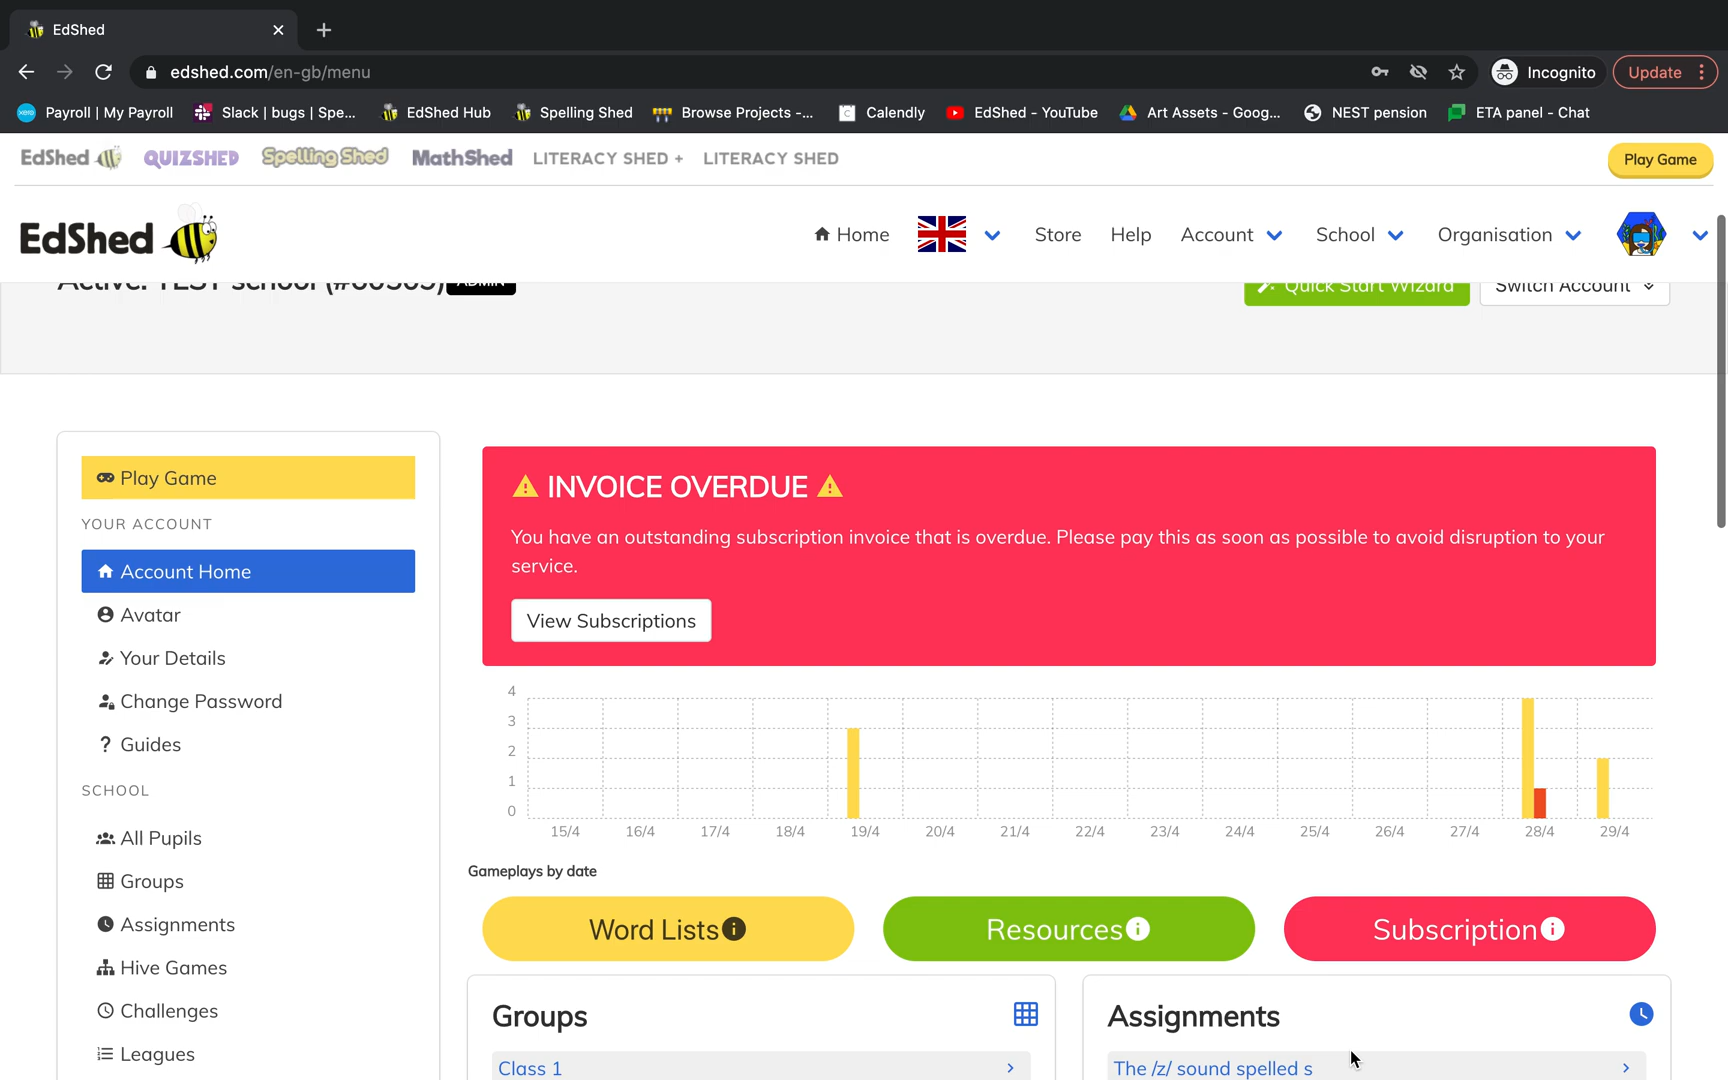 EdShed
edshed.com/en-gb/menu
Incognito
Update
Payroll | My Payroll
Slack | bugs | Spe...
EdShed Hub
Spelling Shed
Browse Projects -...
Calendly
EdShed - YouTube
Art Assets - Goog...
NEST pension
ETA panel - Chat
EdShed
QUIZSHED
Spelling Shed
MathShed
LITERACY SHED +
LITERACY SHED
Play Game
EdShed
Home
Store
Help
Account
School
Organisation
Active: TEST school (#80305)
ADMIN
Quick Start Wizard
Switch Account
Play Game
YOUR ACCOUNT
Account Home
Avatar
Your Details
Change Password
? Guides
SCHOOL
All Pupils
Groups
Assignments
Hive Games
Challenges
Leagues
INVOICE OVERDUE
You have an outstanding subscription invoice that is overdue. Please pay this as soon as possible to avoid disruption to your
service.
View Subscriptions
4
3
2
1
0
15/4 16/4 17/4 18/4 19/4 20/4 21/4 22/4 23/4 24/4 25/4 26/4 27/4 28/4 29/4
Gameplays by date
Word Lists
Resources
Subscription
Groups
Class 1
Assignments
The /z/ sound spelled s